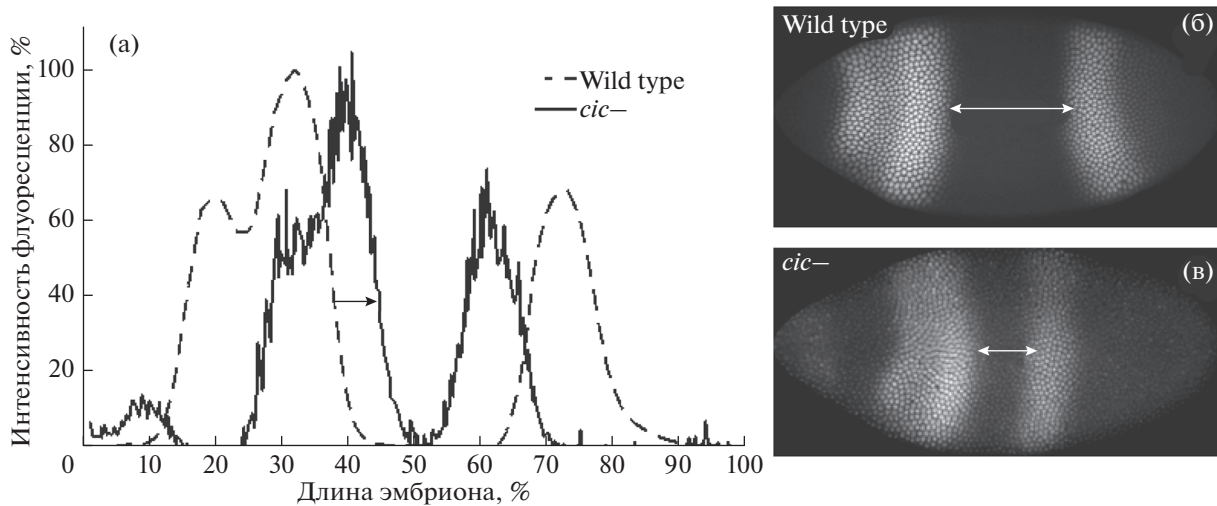 (а)
Интенсивность флуоресценции, %
100
80
60
40
20
0
10 20 30 40 50 60 70 80 90 100
Длина эмбриона, %
Wild type
cic–
Wild type
(б)
cic–
(в)